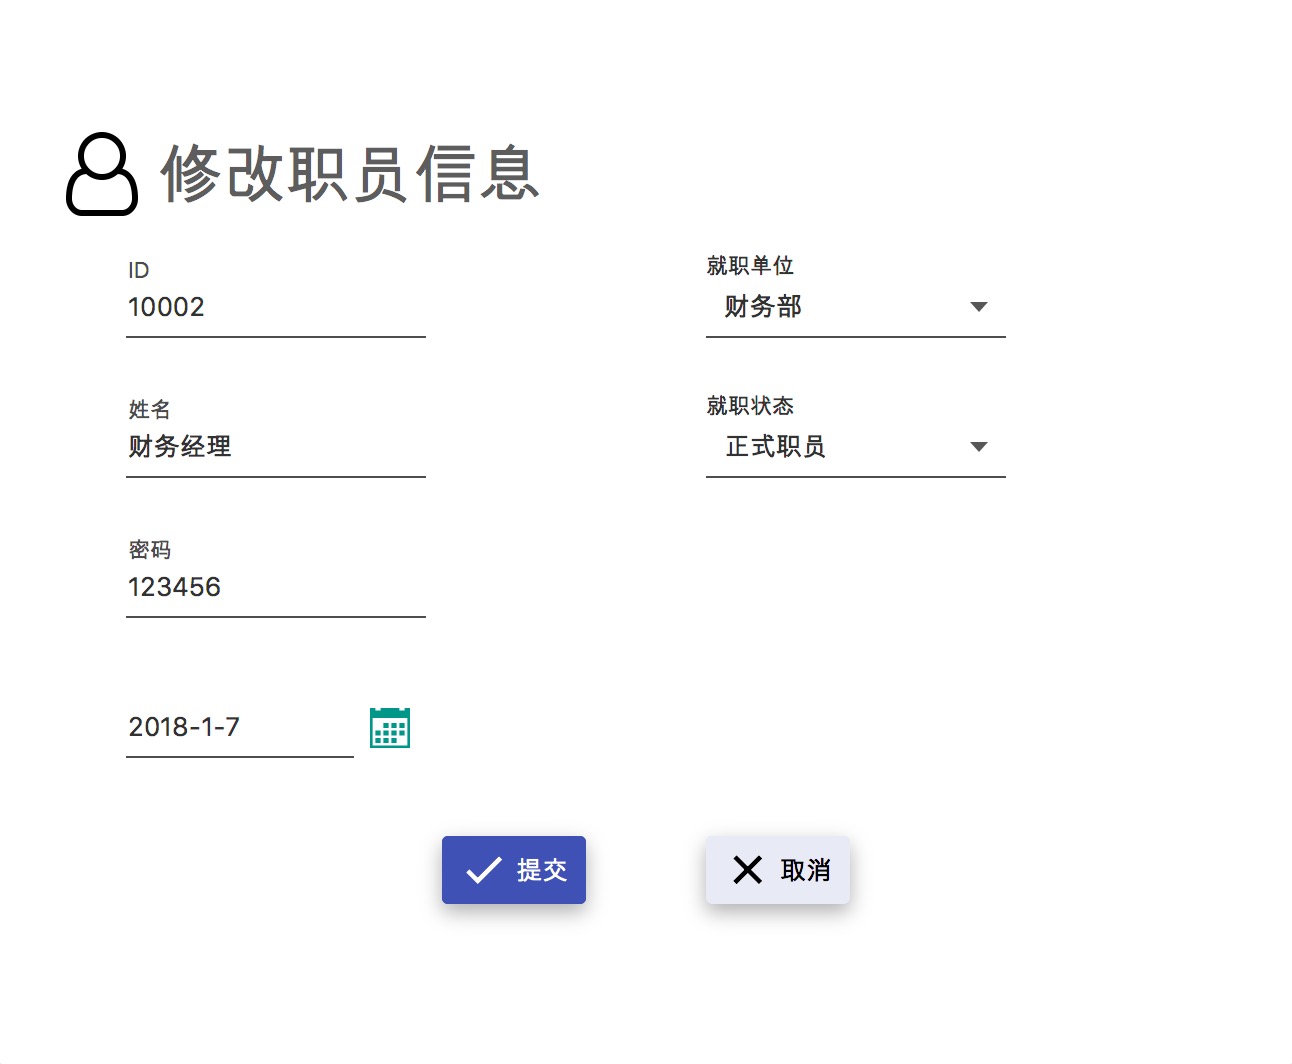 修改职员信息
ID
10002
就职单位
财务部
姓名
财务经理
就职状态
正式职员
密码
123456
2018-1-7
提交
取消